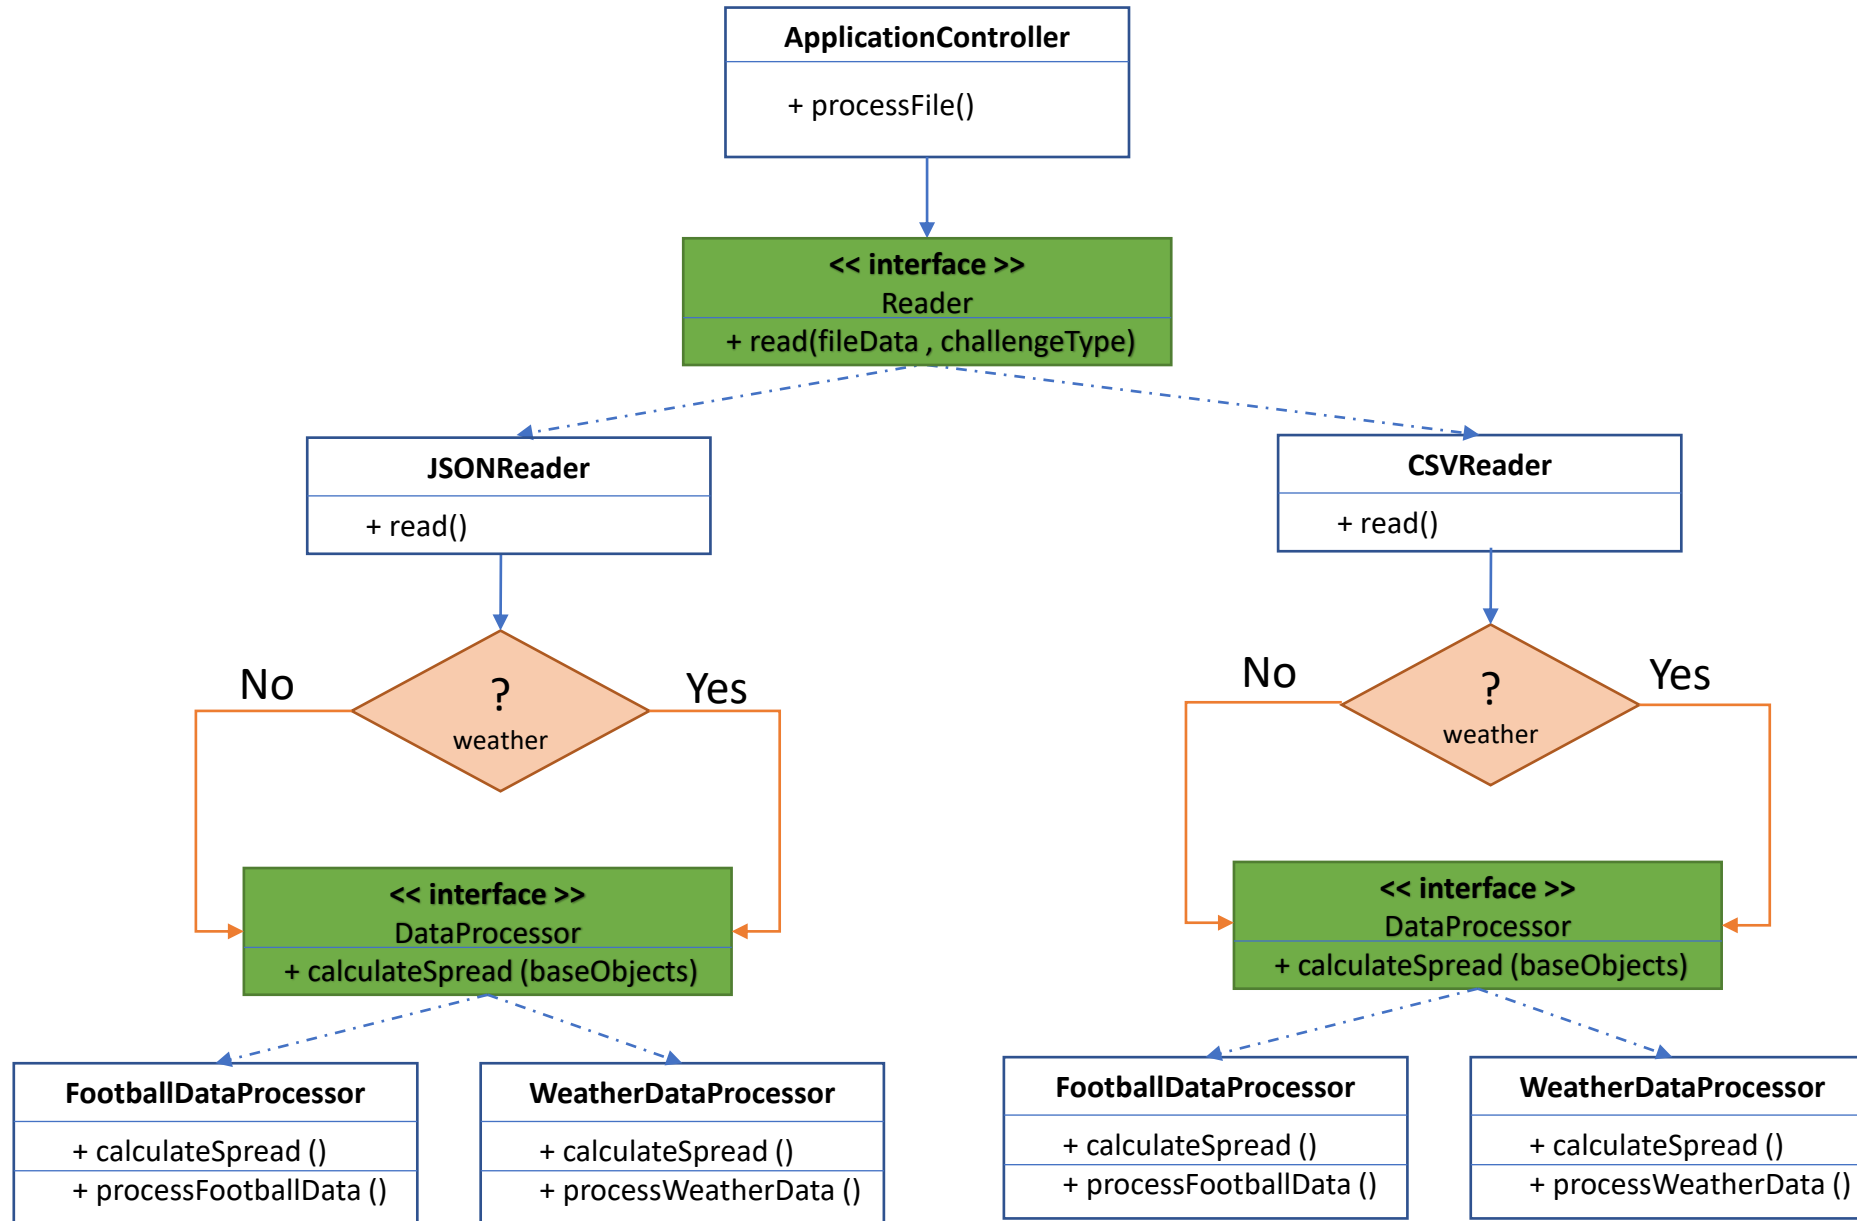 ApplicationController
+ processFile()
<< interface >>
Reader
+ read(fileData , challengeType)
JSONReader
+ read()
CSVReader
+ read()
No
?
weather
Yes
No
?
weather
Yes
<< interface >>
DataProcessor
+ calculateSpread (baseObjects)
<< interface >>
DataProcessor
+ calculateSpread (baseObjects)
FootballDataProcessor
+ calculateSpread ()
+ processFootballData ()
WeatherDataProcessor
+ calculateSpread ()
+ processWeatherData ()
FootballDataProcessor
+ calculateSpread ()
+ processFootballData ()
WeatherDataProcessor
+ calculateSpread ()
+ processWeatherData ()